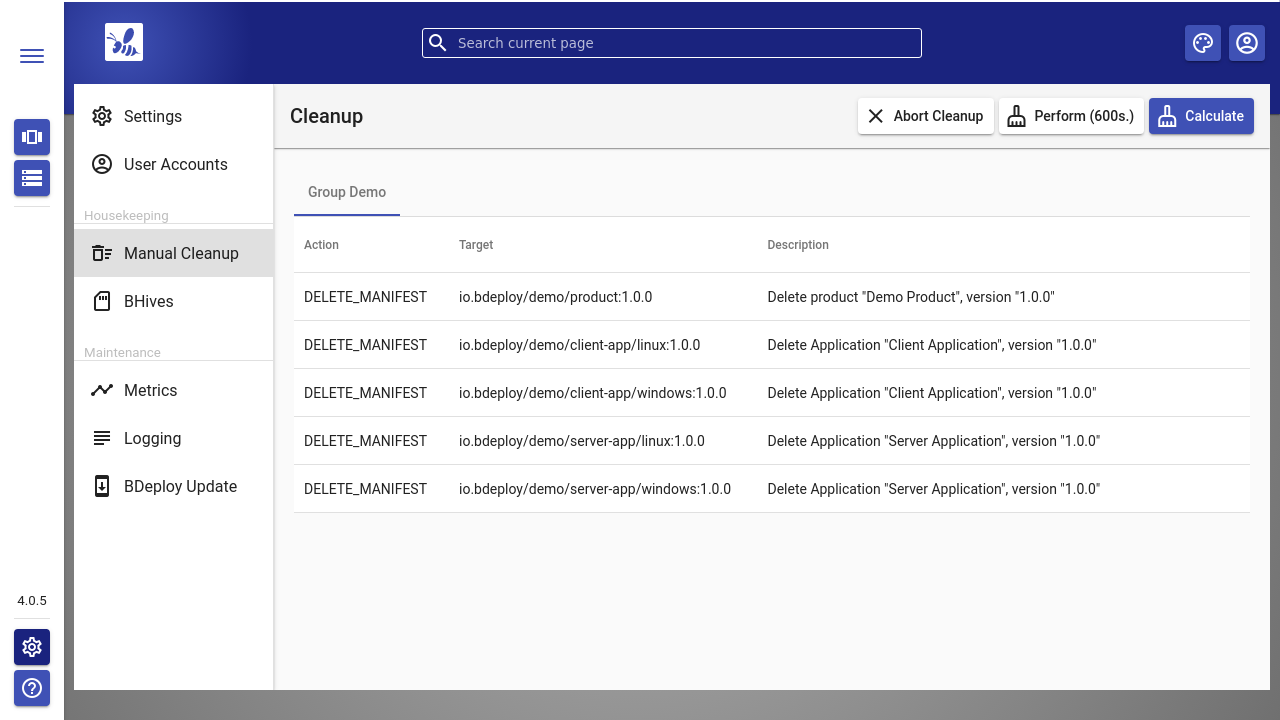 Search current page
Settings
User Accounts
Housekeeping
Manual Cleanup
BHives
Maintenance
Metrics
Logging
BDeploy Update
4.0.5
Cleanup
Abort Cleanup
Perform (600s.)
Calculate
Group Demo
Action Target Description
DELETE_MANIFEST io.bdeploy/demo/product:1.0.0 Delete product "Demo Product", version "1.0.0"
DELETE_MANIFEST io.bdeploy/demo/client-app/linux:1.0.0 Delete Application "Client Application", version "1.0.0"
DELETE_MANIFEST io.bdeploy/demo/client-app/windows:1.0.0 Delete Application "Client Application", version "1.0.0"
DELETE_MANIFEST io.bdeploy/demo/server-app/linux:1.0.0 Delete Application "Server Application", version "1.0.0"
DELETE_MANIFEST io.bdeploy/demo/server-app/windows:1.0.0 Delete Application "Server Application", version "1.0.0"